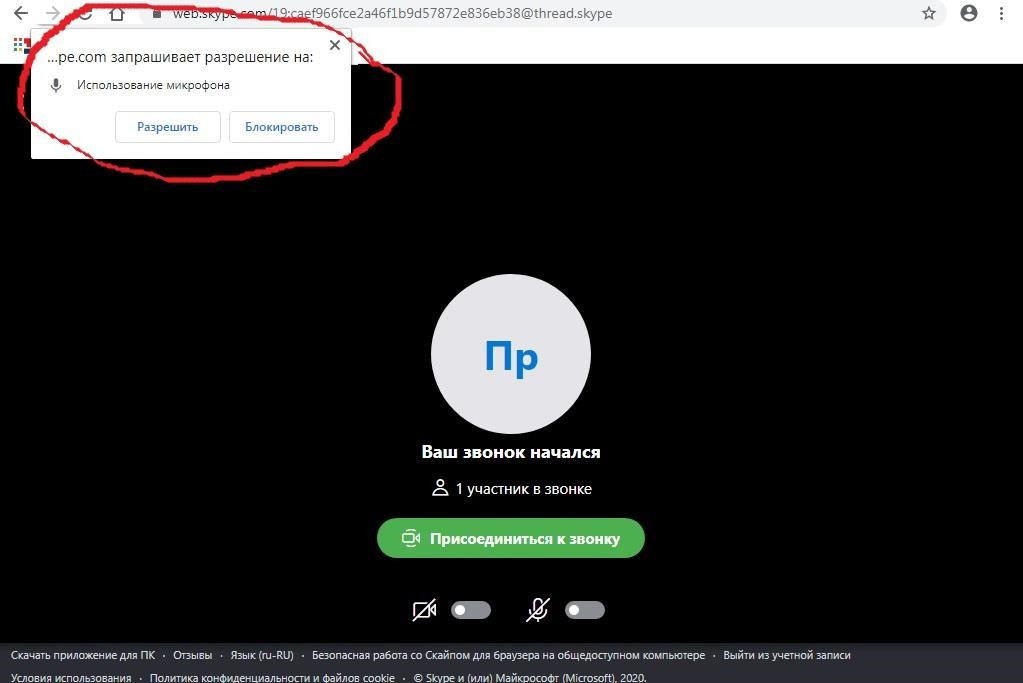 web.skype.com/19:caef966fce2a46f1b9d57872e836eb38@thread.skype
...pe.com запрашивает разрешение на:
Использование микрофона
Разрешить Блокировать
Пр
Ваш звонок начался
1 участник в звонке
Присоединиться к звонку
Скачать приложение для ПК · Отзывы · Язык (ru-RU) · Безопасная работа со Скайпом для браузера на общедоступном компьютере · Выйти из учетной записи
Условия использования · Политика конфиденциальности и файлов cookie · © Skype и (или) Майкрософт (Microsoft), 2020.